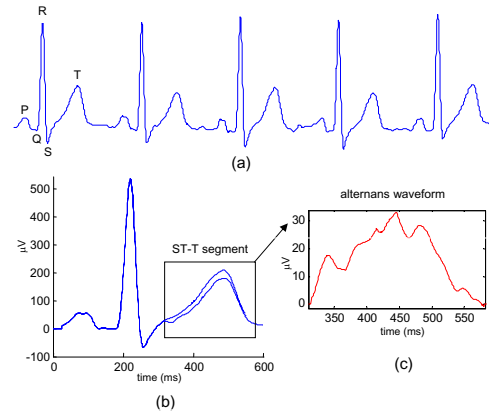 R
P
T
Q
S
(a)
500
400
300
200
100
0
-100
µV
ST-T segment
0
200
400
600
time (ms)
(b)
alternans waveform
30
20
10
0
µV
350
400
450
500
550
time (ms)
(c)